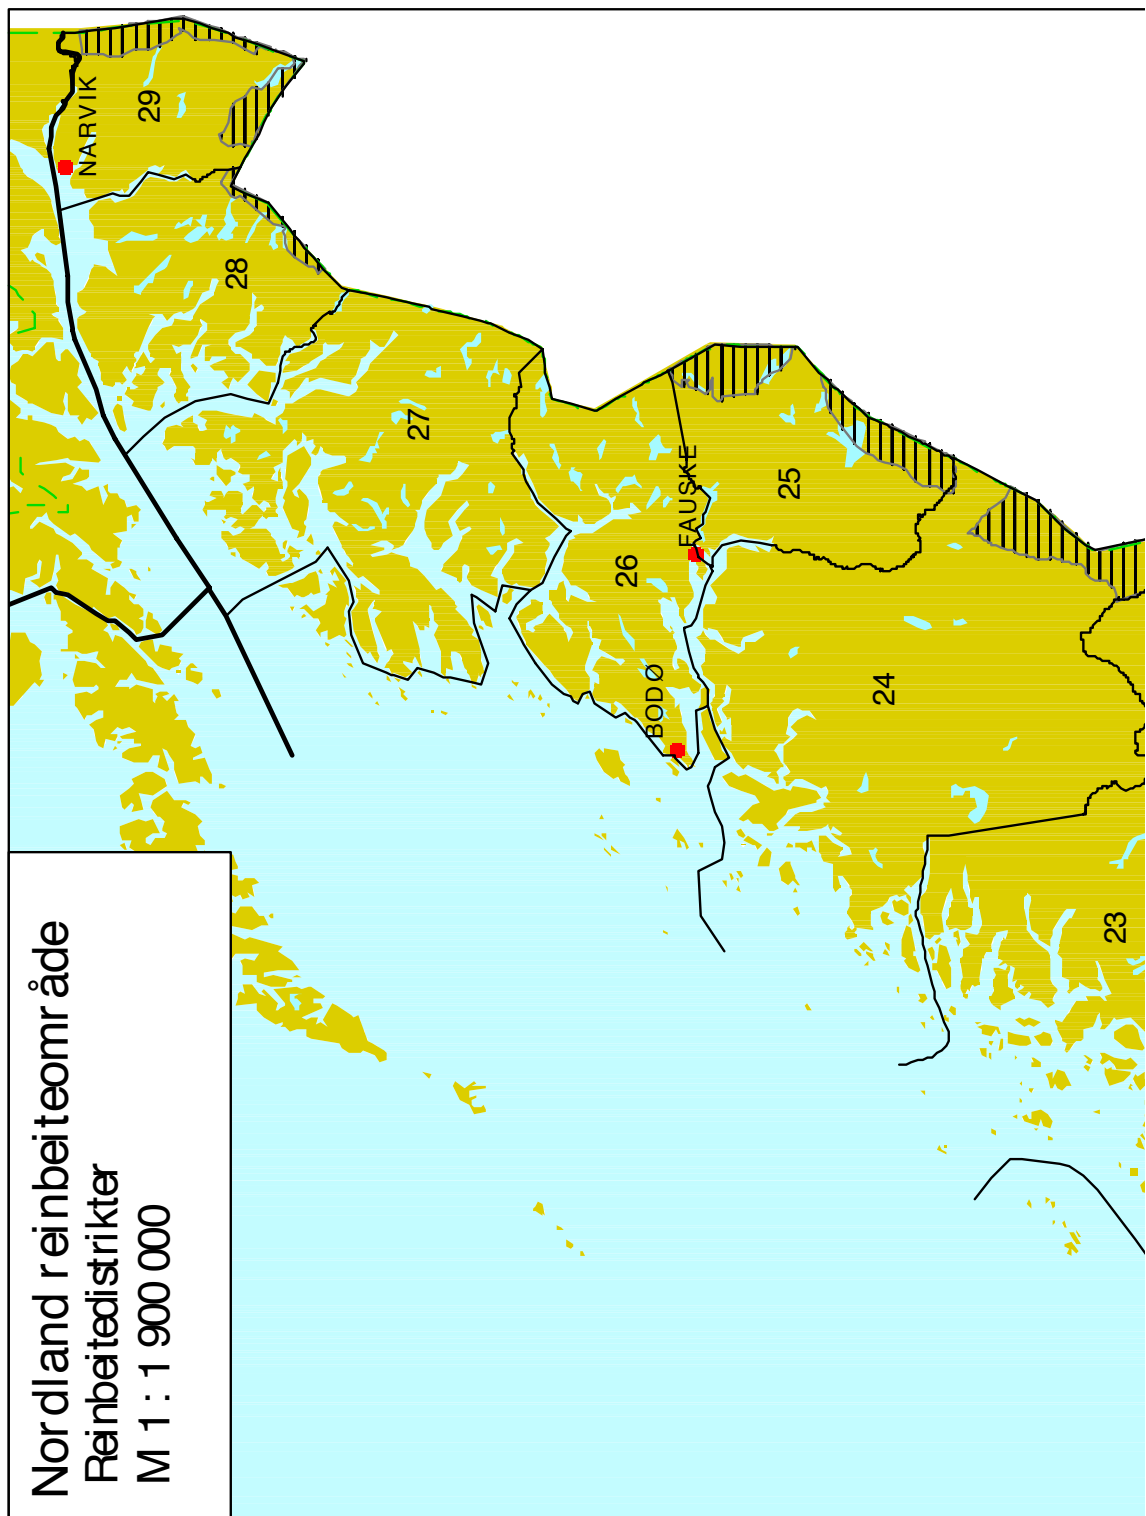 Nordland reinbeiteområde
Reinbeitedistrikter
M 1 : 1 900 000
NARVIK
29
28
27
26
FAUSKE
25
BODØ
24
23